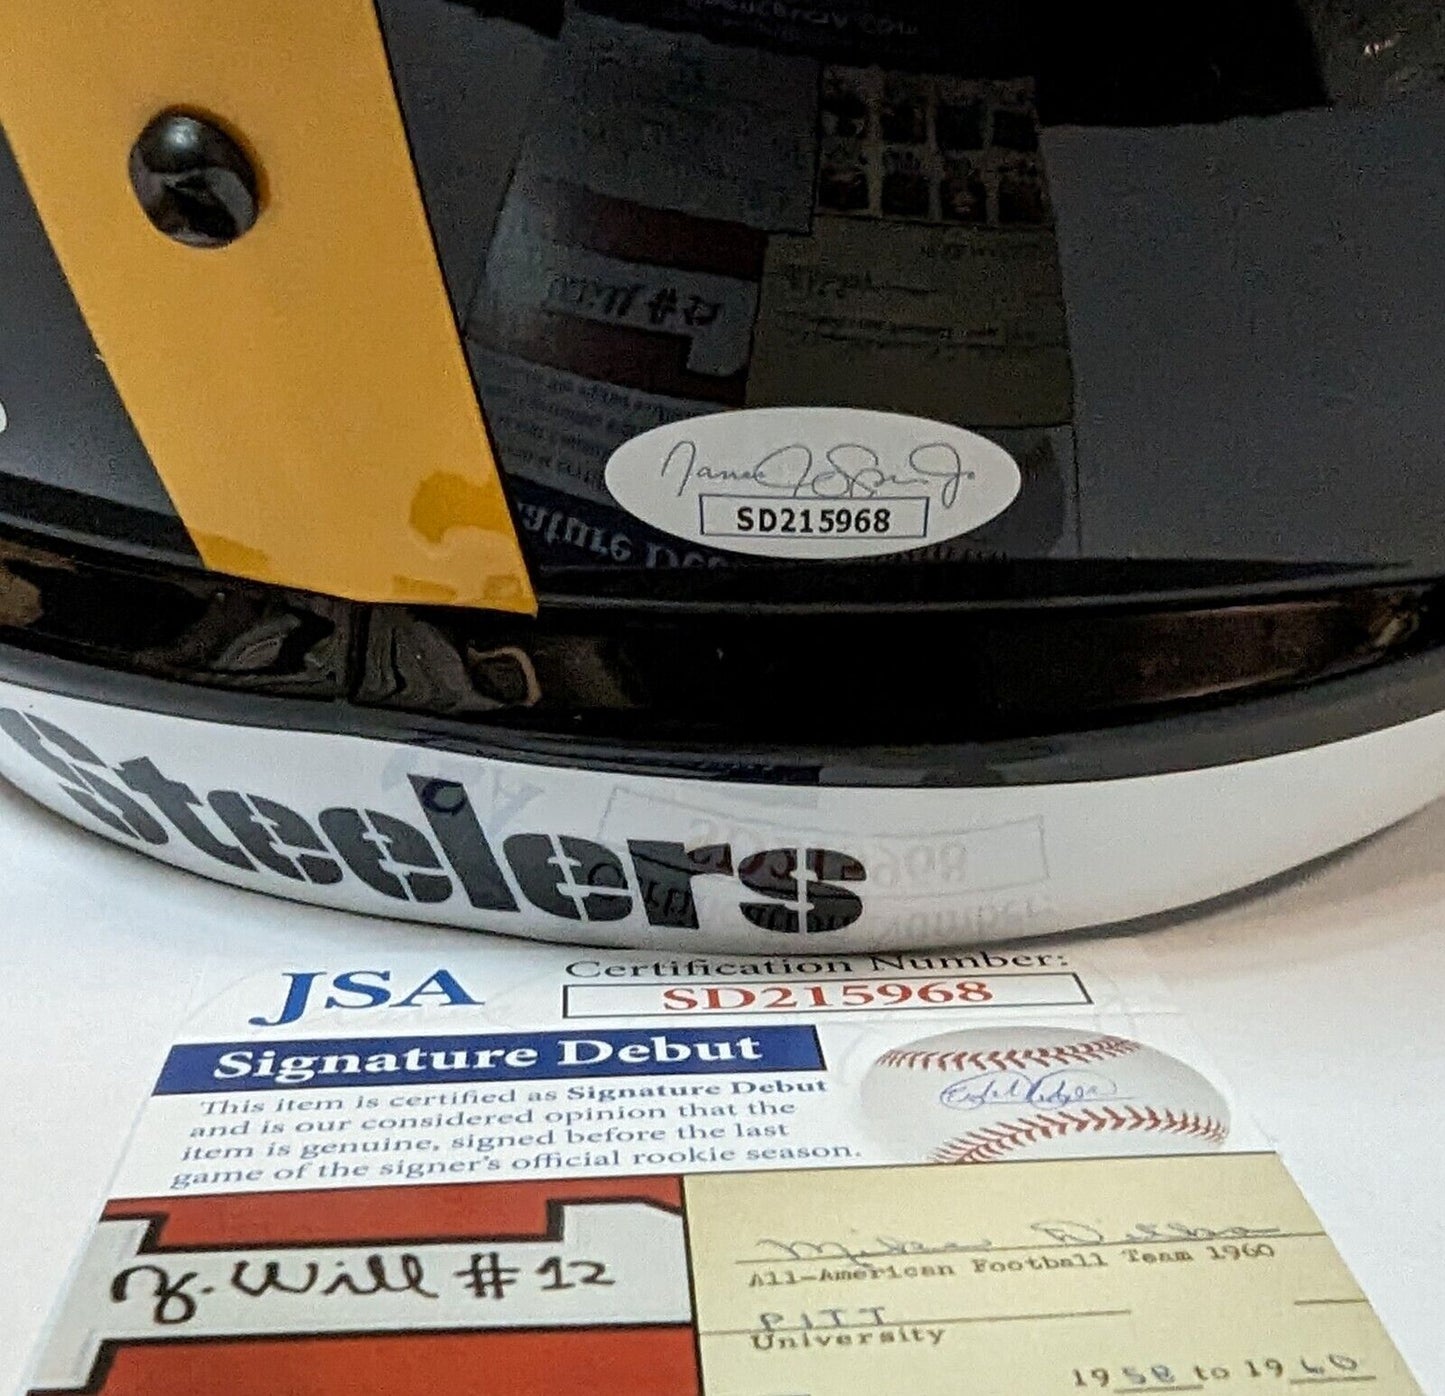 SD215968
Steelers
JSA
Certification Number:
SD215968
Signature Debut
This item is certified as Signature Debut
and is our considered opinion that the
item is genuine, signed before the last
game of the signer's official rookie season.
Will #12
All-American Football Team 1960
PITT
University
1958 to 1960